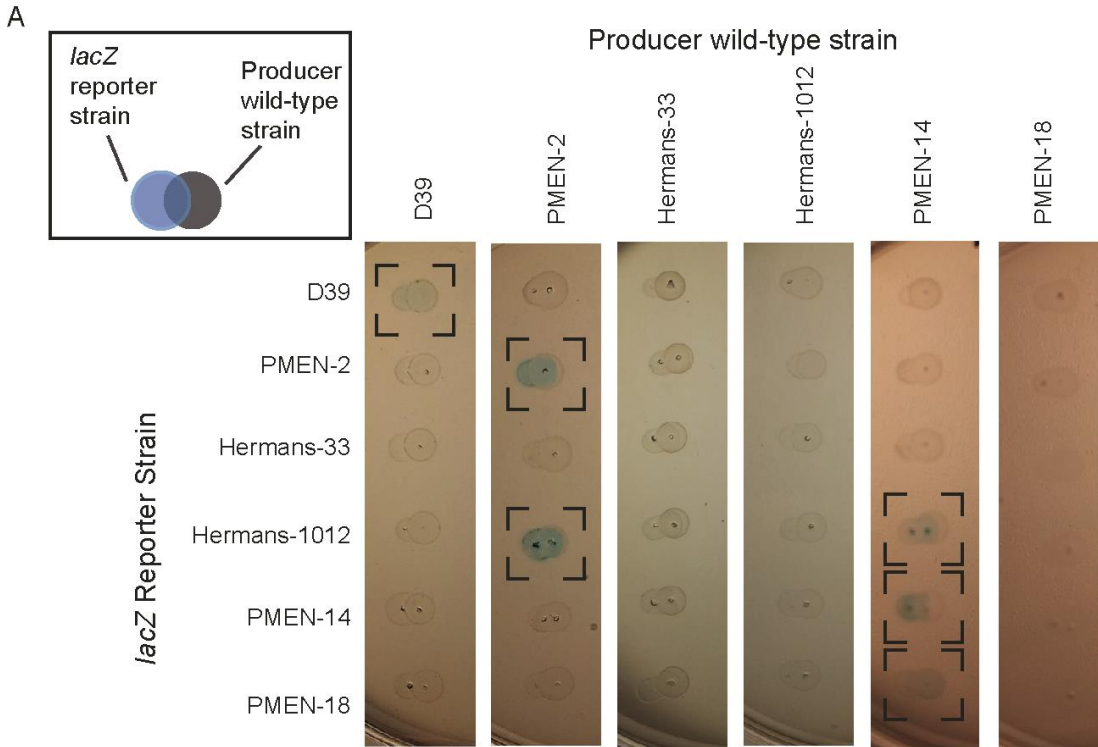 A
lacZ
reporter
strain
Producer
wild-type
strain
Producer wild-type strain
D39
PMEN-2
Hermans-33
Hermans-1012
PMEN-14
PMEN-18
lacZ Reporter Strain
D39
PMEN-2
Hermans-33
Hermans-1012
PMEN-14
PMEN-18